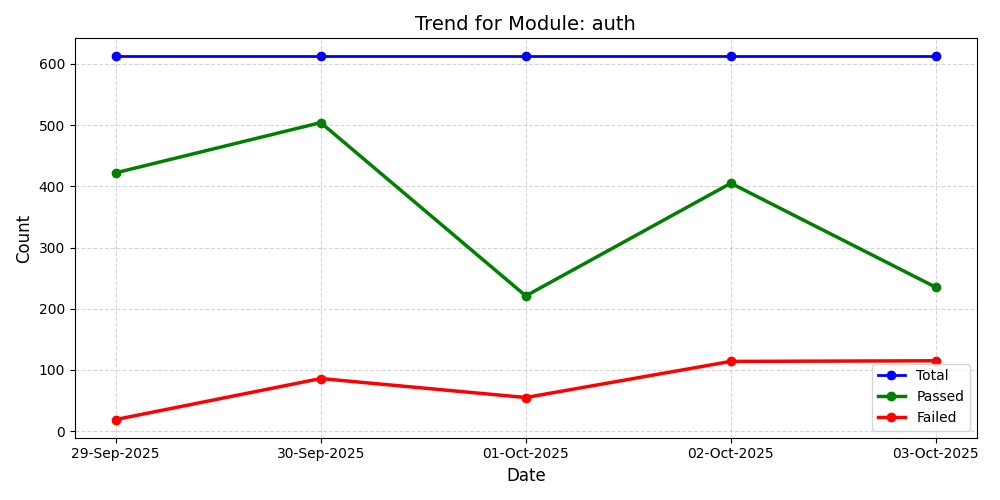 Trend for Module: auth
Count
600
500
400
300
200
100
0
Total
Passed
Failed
29-Sep-2025 30-Sep-2025 01-Oct-2025 02-Oct-2025 03-Oct-2025
Date